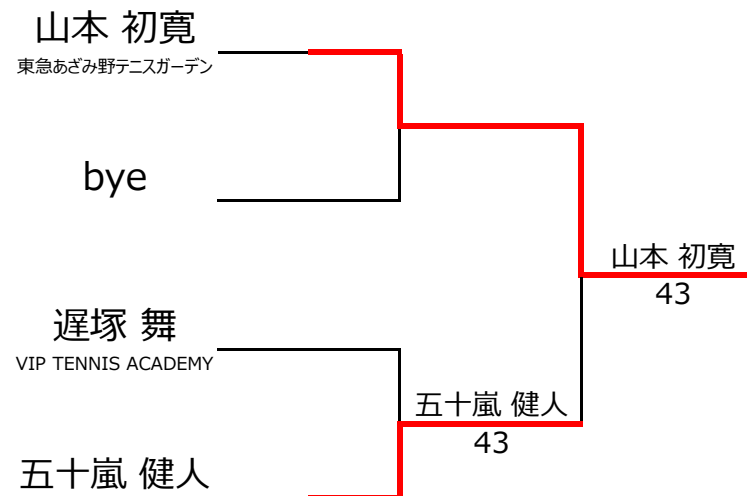 山本 初寛
東急あざみ野テニスガーデン
bye
山本 初寛
43
遅塚 舞
VIP TENNIS ACADEMY
五十嵐 健人
43
五十嵐 健人